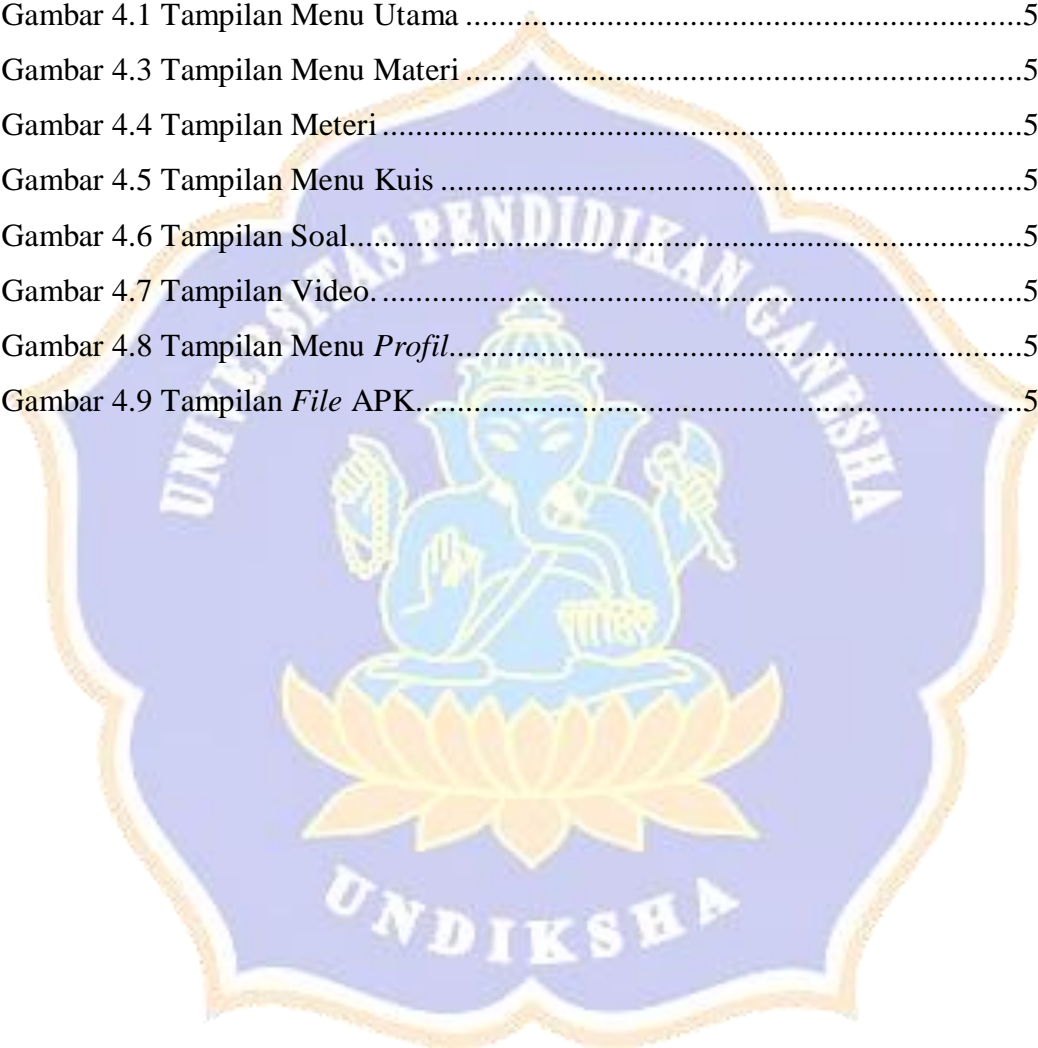 Gambar 4.1 Tampilan Menu Utama ....................................................................5
Gambar 4.3 Tampilan Menu Materi ....................................................................5
Gambar 4.4 Tampilan Meteri ...............................................................................5
Gambar 4.5 Tampilan Menu Kuis .......................................................................5
Gambar 4.6 Tampilan Soal...................................................................................5
Gambar 4.7 Tampilan Video. ...............................................................................5
Gambar 4.8 Tampilan Menu Profil......................................................................5
Gambar 4.9 Tampilan File APK...........................................................................5
UNIVERSITAS PENDIDIKAN GANESHA
UNDIKSHA